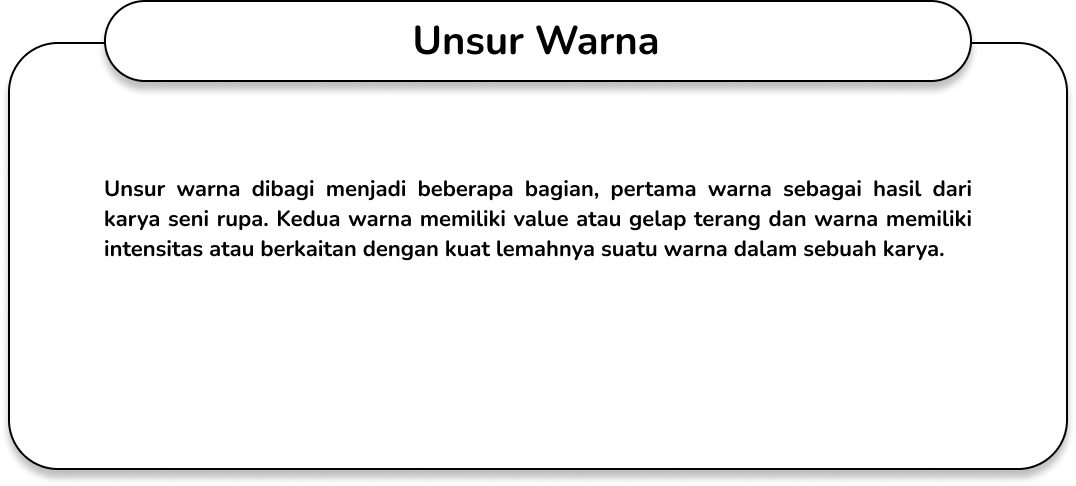 Unsur Warna
Unsur warna dibagi menjadi beberapa bagian, pertama warna sebagai hasil dari
karya seni rupa. Kedua warna memiliki value atau gelap terang dan warna memiliki
intensitas atau berkaitan dengan kuat lemahnya suatu warna dalam sebuah karya.